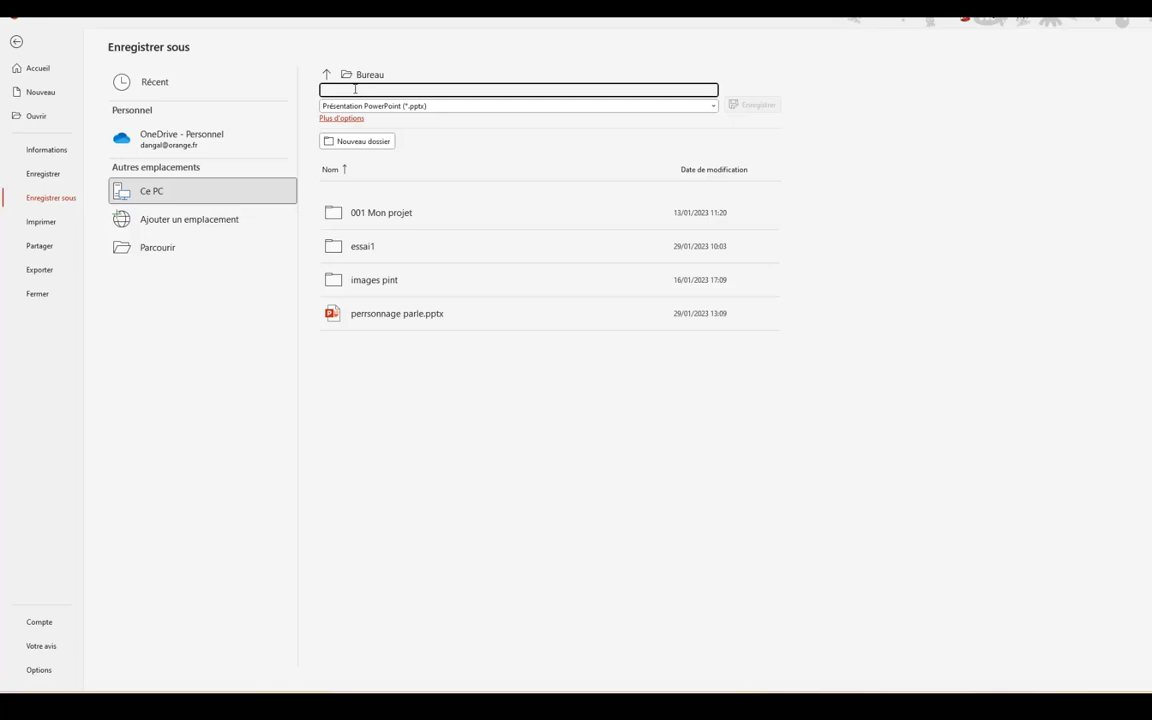 Enregistrer sous
Bureau
Accueil
Récent
Nouveau
Présentation PowerPoint (*.pptx)
Enregistrer
Personnel
Ouvrir
Plus d'options
OneDrive - Personnel
dangal@orange.fr
Nouveau dossier
Informations
Autres emplacements
Nom
Date de modification
Enregistrer
Ce PC
Enregistrer sous
001 Mon projet
13/01/2023 11:20
Ajouter un emplacement
Imprimer
Partager
Parcourir
essai1
29/01/2023 10:03
Exporter
images pint
16/01/2023 17:09
Fermer
perrsonnage parle.pptx
29/01/2023 13:09
Compte
Votre avis
Options